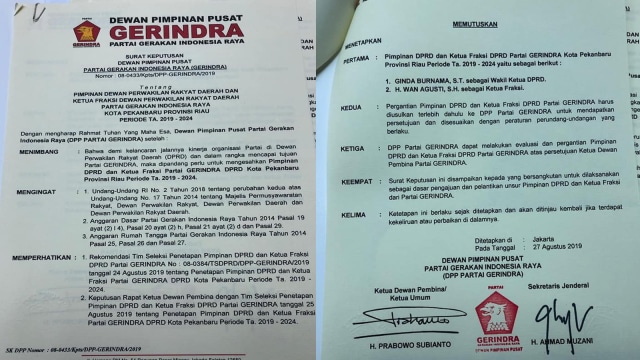 DEWAN PIMPINAN PUSAT
GERINDRA
PARTAI GERAKAN INDONESIA RAYA
GERINDRA
SURAT KEPUTUSAN
DEWAN PIMPINAN PUSAT
PARTAI GERAKAN INDONESIA RAYA (GERINDRA)
Nomor : 08-0433/Kpts/DPP-GERINDRA/2019
Tentang
PIMPINAN DEWAN PERWAKILAN RAKYAT DAERAH DAN
KETUA FRAKSI DEWAN PERWAKILAN RAKYAT DAERAH
PARTAI GERAKAN INDONESIA RAYA
KOTA PEKANBARU PROVINSI RIAU
PERIODE TA. 2019 - 2024
Dengan mengharap Rahmat Tuhan Yang Maha Esa, Dewan Pimpinan Pusat Partai Gerakan
Indonesia Raya (DPP Partai GERINDRA) setelah
MENIMBANG : Bahwa demi kelancaran jalannya kinerja organisasi Partai di Dewan
Perwakilan Rakyat Daerah (DPRD) dan dalam rangka mencapai tujuan
Partai GERINDRA, maka dipandang perlu untuk mengesahkan Pimpinan
DPRD dan Ketua Fraksi Partai GERINDRA DPRD Kota Pekanbaru
Provinsi Riau Periode Ta. 2019 - 2024.
MENGINGAT : 1. Undang-Undang RI No. 2 Tahun 2018 tentang perubahan kedua atas
Undang-Undang No. 17 Tahun 2014 tentang Majelis Permusyawaratan
Rakyat, Dewan Perwakilan Rakyat, Dewan Perwakilan Daerah dan
Dewan Perwakilan Rakyat Daerah.
2. Anggaran Dasar Partai Gerakan Indonesia Raya Tahun 2014 Pasal 19
ayat (2) l 4), Pasal 20 ayat (2) h, Pasal 21 ayat (2) d dan 29.
3. Anggaran Rumah Tangga Partai Gerakan Indonesia Raya Tahun 2014
Pasal 25, Pasal 26 dan Pasal 27.
MEMPERHATIKAN : 1. Rekomendasi Tim Seleksi Penetapan Pimpinan DPRD dan Ketua Fraksi
DPRD Partai GERINDRA No : 08-0384/TSDPRD/DPP-GERINDRA/2019
tanggal 24 Agustus 2019 tentang Penetapan Pimpinan DPRD dan Ketua
Fraksi DPRD Partai GERINDRA Kota Pekanbaru Periode Ta. 2019
- 2024.
2. Keputusan Rapat Ketua Dewan Pembina dengan Tim Seleksi Penetapan
Pimpinan DPRD dan Ketua Fraksi DPRD Partai GERINDRA tanggal 25
Agustus 2019 tentang Penetapan Pimpinan DPRD dan Ketua Fraksi DPRD
Partai GERINDRA Kota Pekanbaru Periode Ta. 2019 - 2024.
SK DPP Nomor : 08-0433/Kpts/DPP-GERINDRA/2019
MEMUTUSKAN
MENETAPKAN
PERTAMA : Pimpinan DPRD dan Ketua Fraksi DPRD Partai GERINDRA Kota Pekanbaru
Provinsi Riau Periode Ta. 2019 - 2024 yaitu sebagai berikut :
1. GINDA BURNAMA, S.T. sebagai Wakil Ketua DPRD.
2. H. WAN AGUSTI, S.H. sebagai Ketua Fraksi.
KEDUA : Pergantian Pimpinan DPRD dan Ketua Fraksi DPRD Partai GERINDRA harus
diusulkan terlebih dahulu ke DPP Partai GERINDRA untuk mendapatkan
persetujuan dan disesuaikan dengan peraturan perundang-undangan yang
berlaku.
KETIGA : DPP Partai GERINDRA dapat melakukan evaluasi dan pergantian Pimpinan
DPRD dan Ketua Fraksi DPRD Partai GERINDRA atas persetujuan Ketua Dewan
Pembina Partai GERINDRA.
KEEMPAT : Surat Keputusan ini disampaikan kepada yang bersangkutan untuk dilaksanakan
sebagai dasar pengajuan dan pelantikan unsur Pimpinan DPRD dan Ketua Fraksi
dari Partai GERINDRA.
KELIMA : Ketetapan ini berlaku sejak ditetapkan dan akan ditinjau kembali jika terdapat
kekeliruan atau perbaikan di dalamnya.
Ditetapkan di : Jakarta
Pada Tanggal : 27 Agustus 2019
DEWAN PIMPINAN PUSAT
PARTAI GERAKAN INDONESIA RAYA
(DPP PARTAI GERINDRA)
Ketua Dewan Pembina/
Ketua Umum
Sekretaris Jenderal
PARTAI
GERINDRA
DEWAN PIMPINAN PUSAT
H. PRABOWO SUBIANTO
H. AHMAD MUZANI